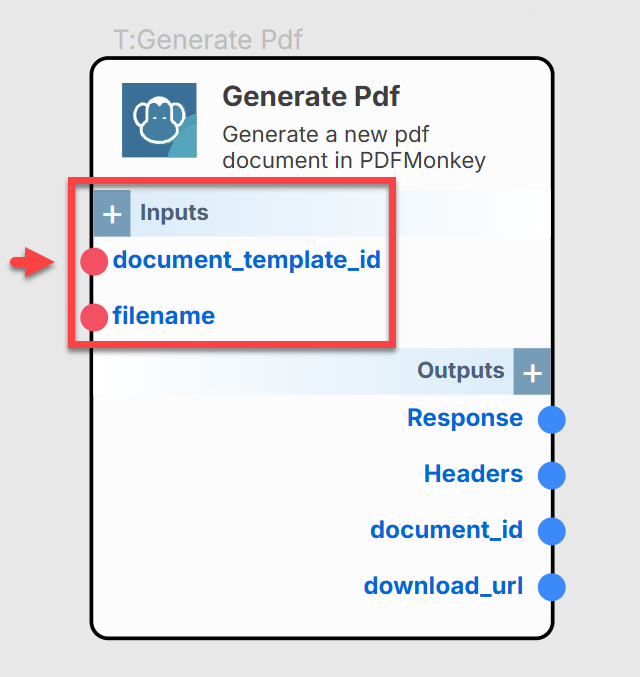 T:Generate Pdf
Generate Pdf
Generate a new pdf
document in PDFMonkey
+ Inputs
document_template_id
filename
Outputs +
Response
Headers
document_id
download_url